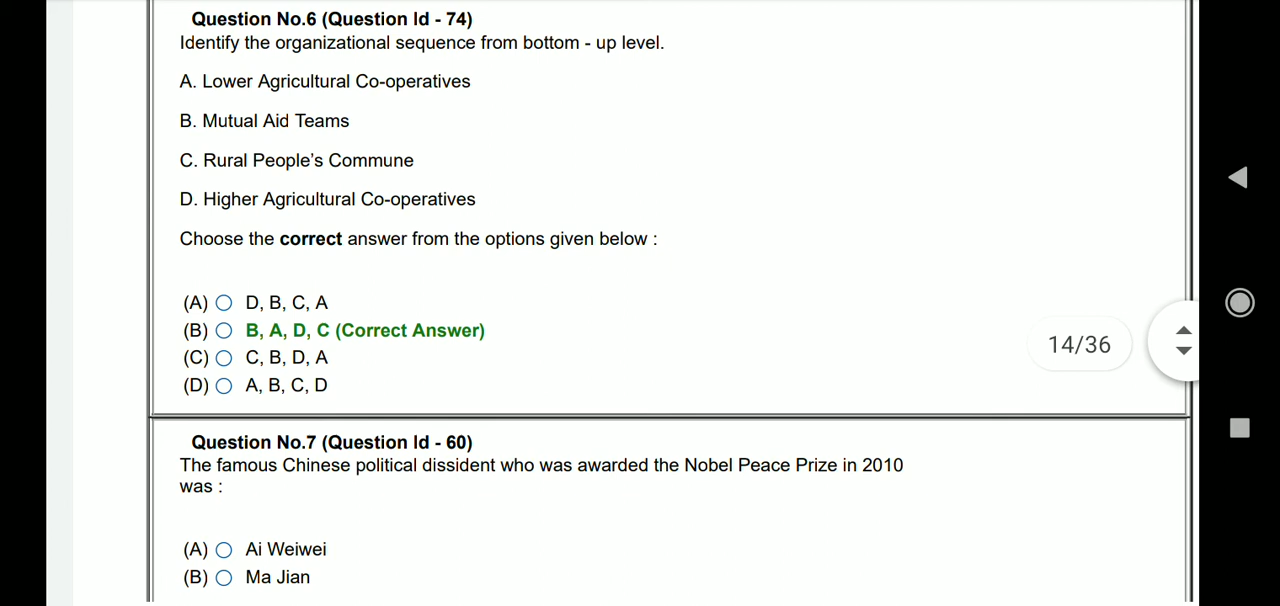 Question No.6 (Question Id - 74)
Identify the organizational sequence from bottom - up level.
A. Lower Agricultural Co-operatives
B. Mutual Aid Teams
C. Rural People's Commune
D. Higher Agricultural Co-operatives
Choose the correct answer from the options given below :
(A) D, B, C, A
(B) B, A, D, C (Correct Answer)
(C) C, B, D, A
(D) A, B, C, D
14/36
Question No.7 (Question Id - 60)
The famous Chinese political dissident who was awarded the Nobel Peace Prize in 2010
was :
(A) Ai Weiwei
(B) Ma Jian